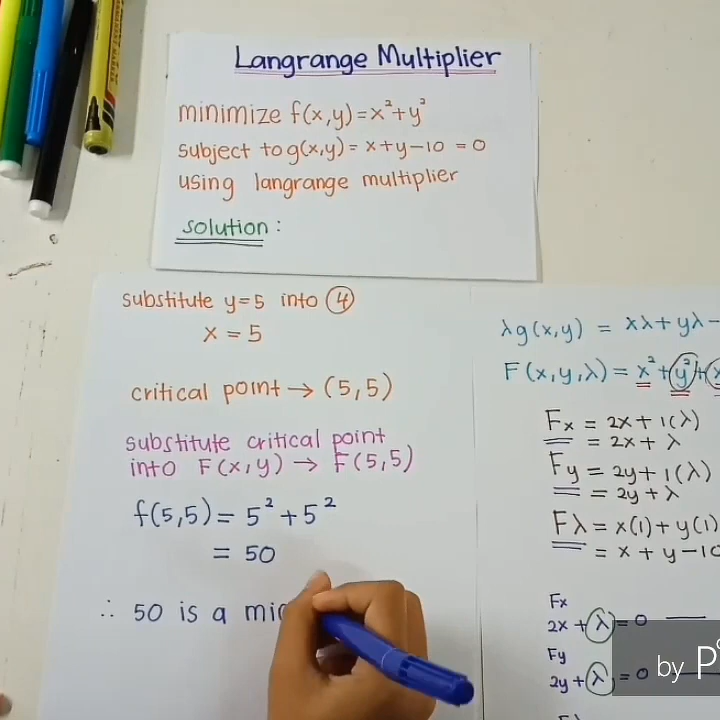 Langrange Multiplier
minimize f(x,y)=x²+y²
subject to g(x,y) = x+y-10 = 0
using langrange multiplier
solution :
substitute y=5 into ④
x = 5
critical point → (5,5)
substitute critical point
into F(x,y) → F(5,5)
f(5,5) = 5² + 5²
= 50
∴ 50 is a mi
λg(x,y) = xλ + yλ -
F(x,y,λ) = x² + y² +
Fx = 2x + 1(λ)
= 2x + λ
Fy = 2y + 1(λ)
= 2y + λ
Fλ = x(1) + y(1)
= x + y - 10
Fx
2x + λ = 0
Fy
2y + λ = 0
by P